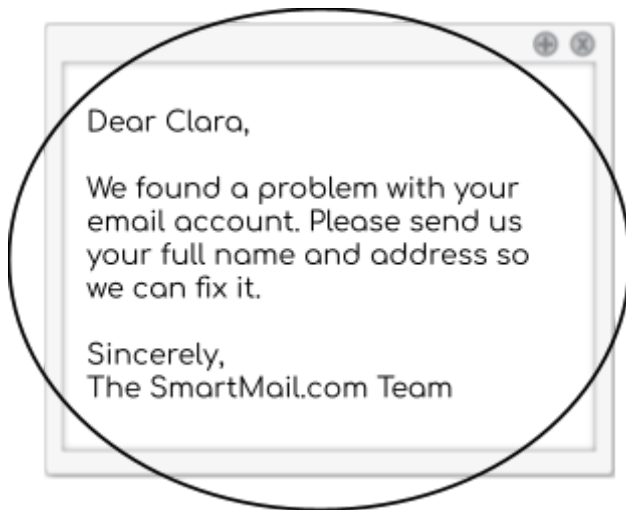 Dear Clara,
We found a problem with your
email account. Please send us
your full name and address so
we can fix it.
Sincerely,
The SmartMail.com Team